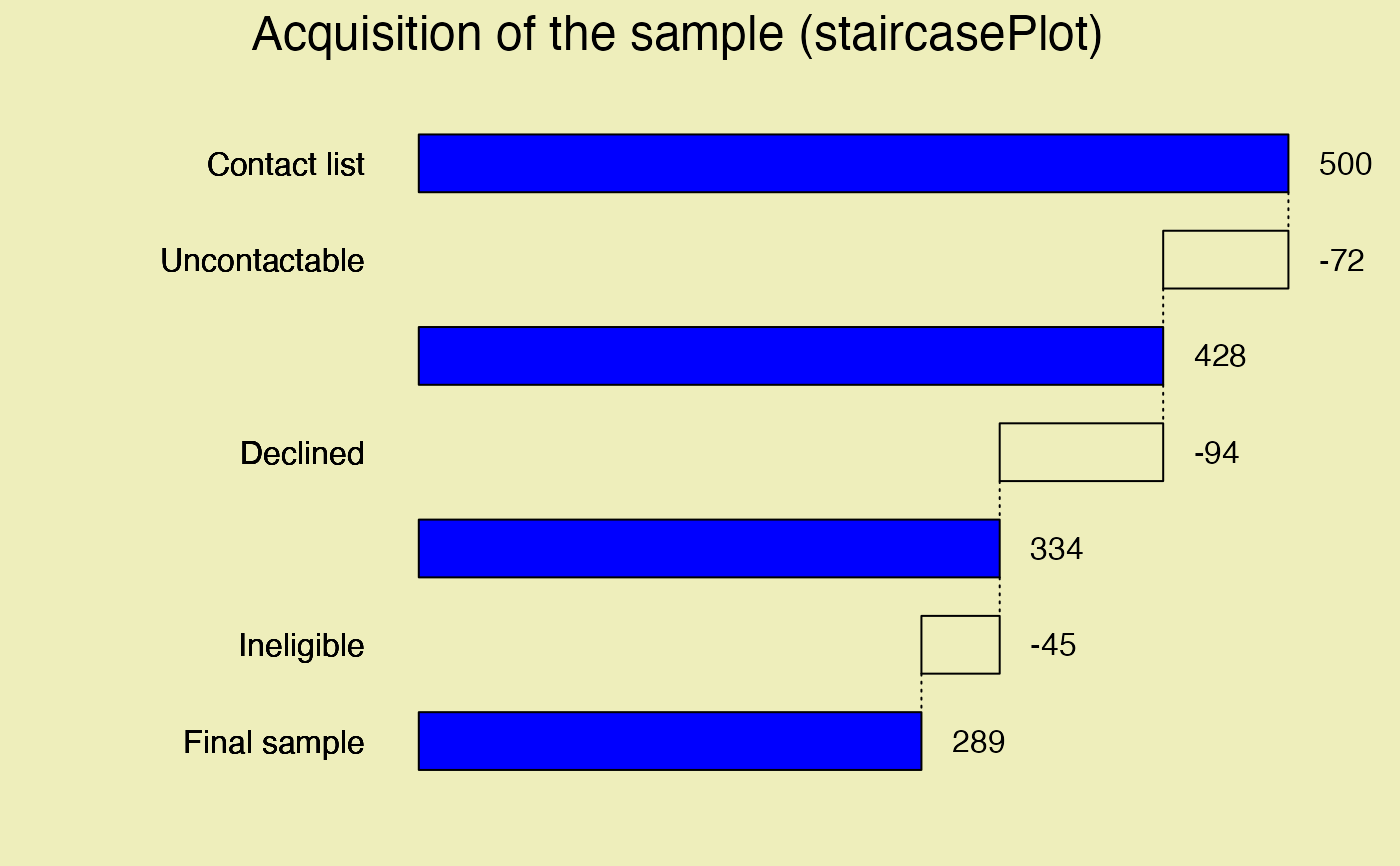 Acquisition of the sample (staircasePlot)
Contact list 500
Uncontactable -72
428
Declined -94
334
Ineligible -45
Final sample 289